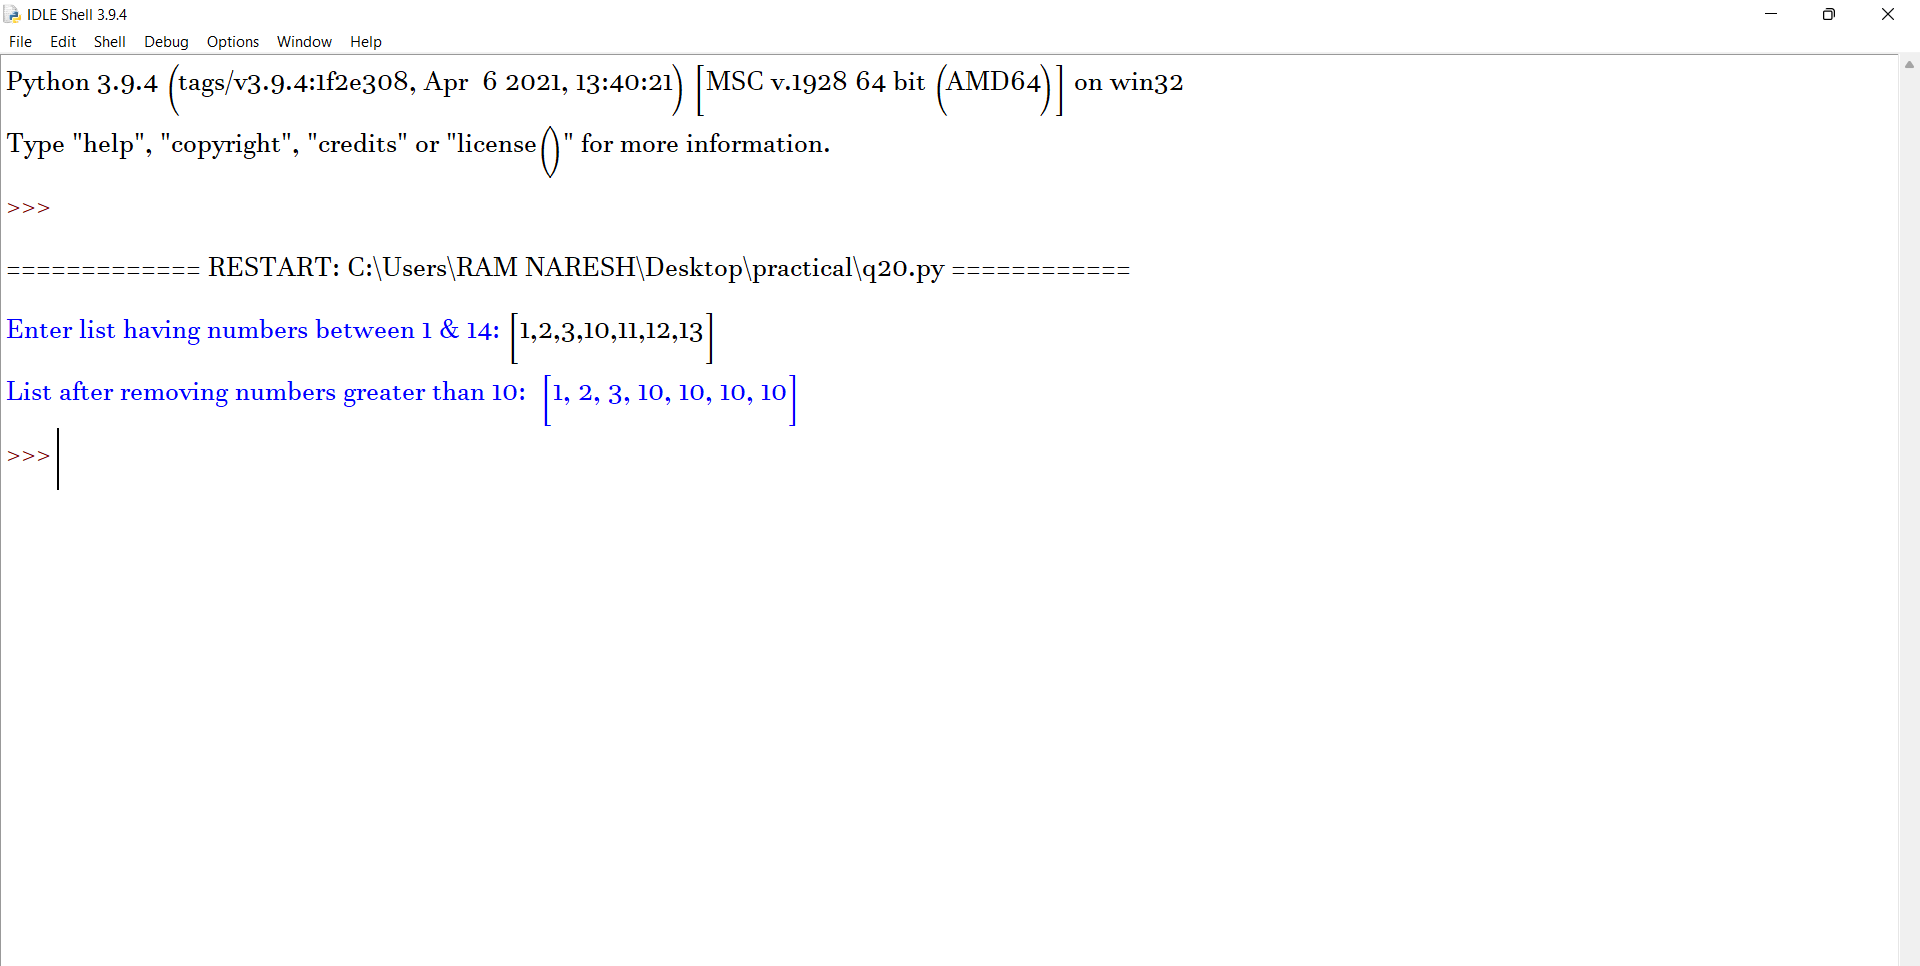 IDLE Shell 3.9.4
File Edit Shell Debug Options Window Help
Python 3.9.4 (tags/v3.9.4:1f2e308, Apr  6 2021, 13:40:21) [MSC v.1928 64 bit (AMD64)] on win32
Type "help", "copyright", "credits" or "license()" for more information.
>>>
============= RESTART: C:\Users\RAM NARESH\Desktop\practical\q20.py ============
Enter list having numbers between 1 & 14: [1,2,3,10,11,12,13]
List after removing numbers greater than 10:  [1, 2, 3, 10, 10, 10, 10]
>>>